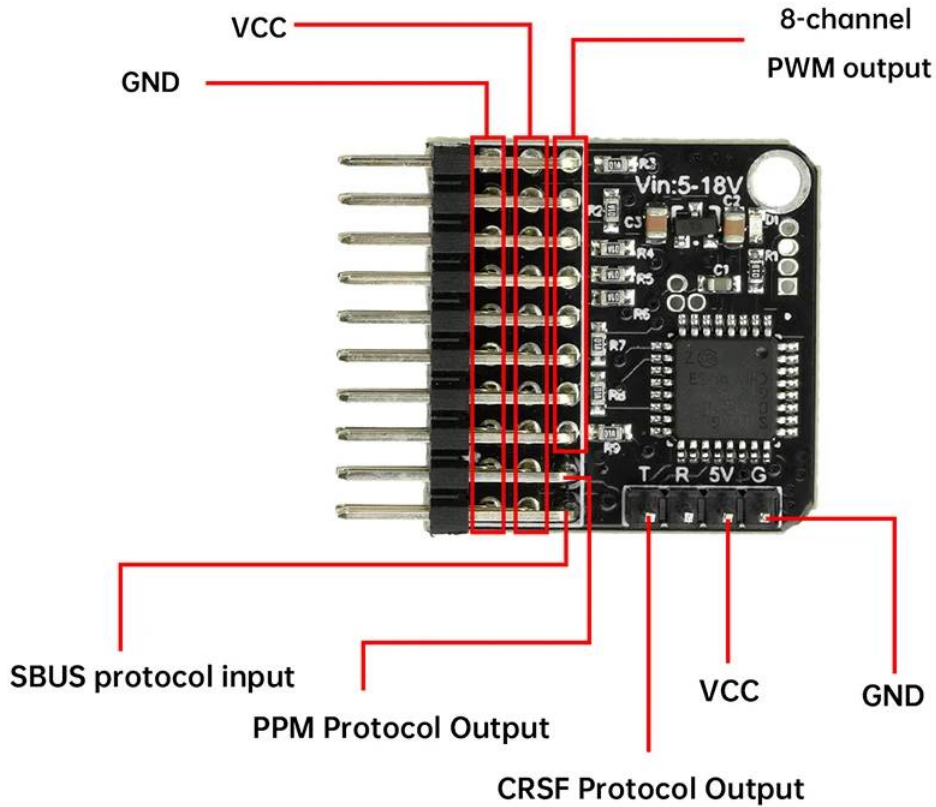 8-channel
VCC
PWM output
GND
R3
Vin:5-18V
R2
C3
C2
D1
R4
R1
R5
C1
R6
R7
R8
R9
T R 5V G
SBUS protocol input
VCC
GND
PPM Protocol Output
CRSF Protocol Output